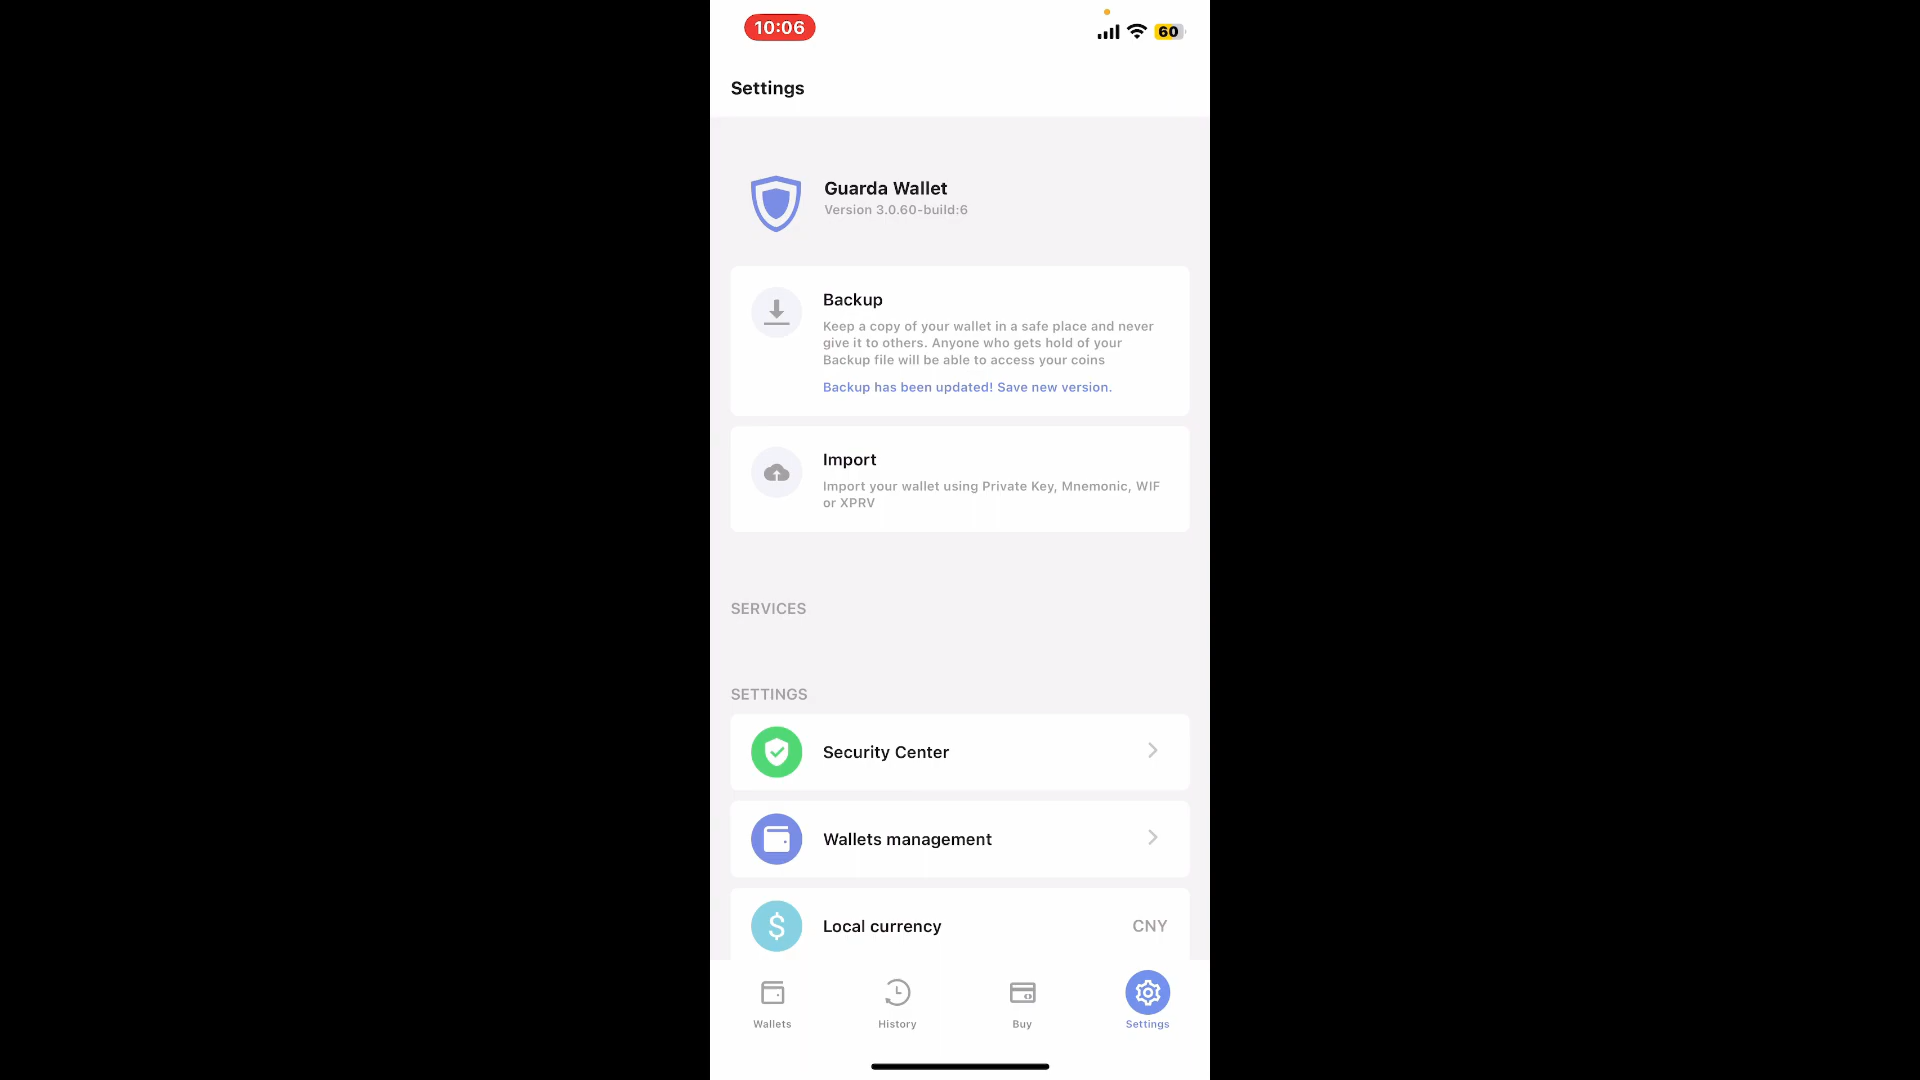 10:06
60
Settings
Guarda Wallet
Version 3.0.60-build:6
Backup
Keep a copy of your wallet in a safe place and never
give it to others. Anyone who gets hold of your
Backup file will be able to access your coins
Backup has been updated! Save new version.
Import
Import your wallet using Private Key, Mnemonic, WIF
or XPRV
SERVICES
SETTINGS
Security Center
Wallets management
Local currency CNY
Wallets History Buy Settings